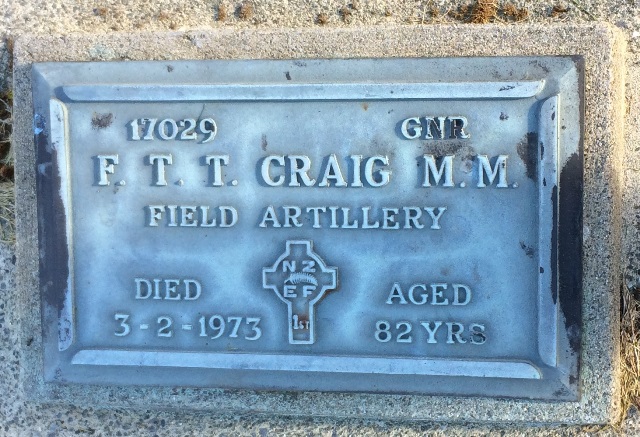 17029 GNR
F. T. T. CRAIG M.M.
FIELD ARTILLERY
DIED AGED
3-2-1973 82 YRS
NZ
EF
1ST